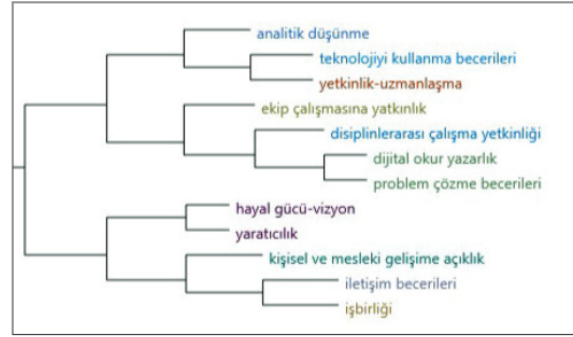 analitik düşünme
teknolojiyi kullanma becerileri
yetkinlik-uzmanlaşma
ekip çalışmasına yatkınlık
disiplinlerarası çalışma yetkinliği
dijital okur yazarlık
problem çözme becerileri
hayal gücü-vizyon
yaratıcılık
kişisel ve mesleki gelişime açıklık
iletişim becerileri
işbirliği